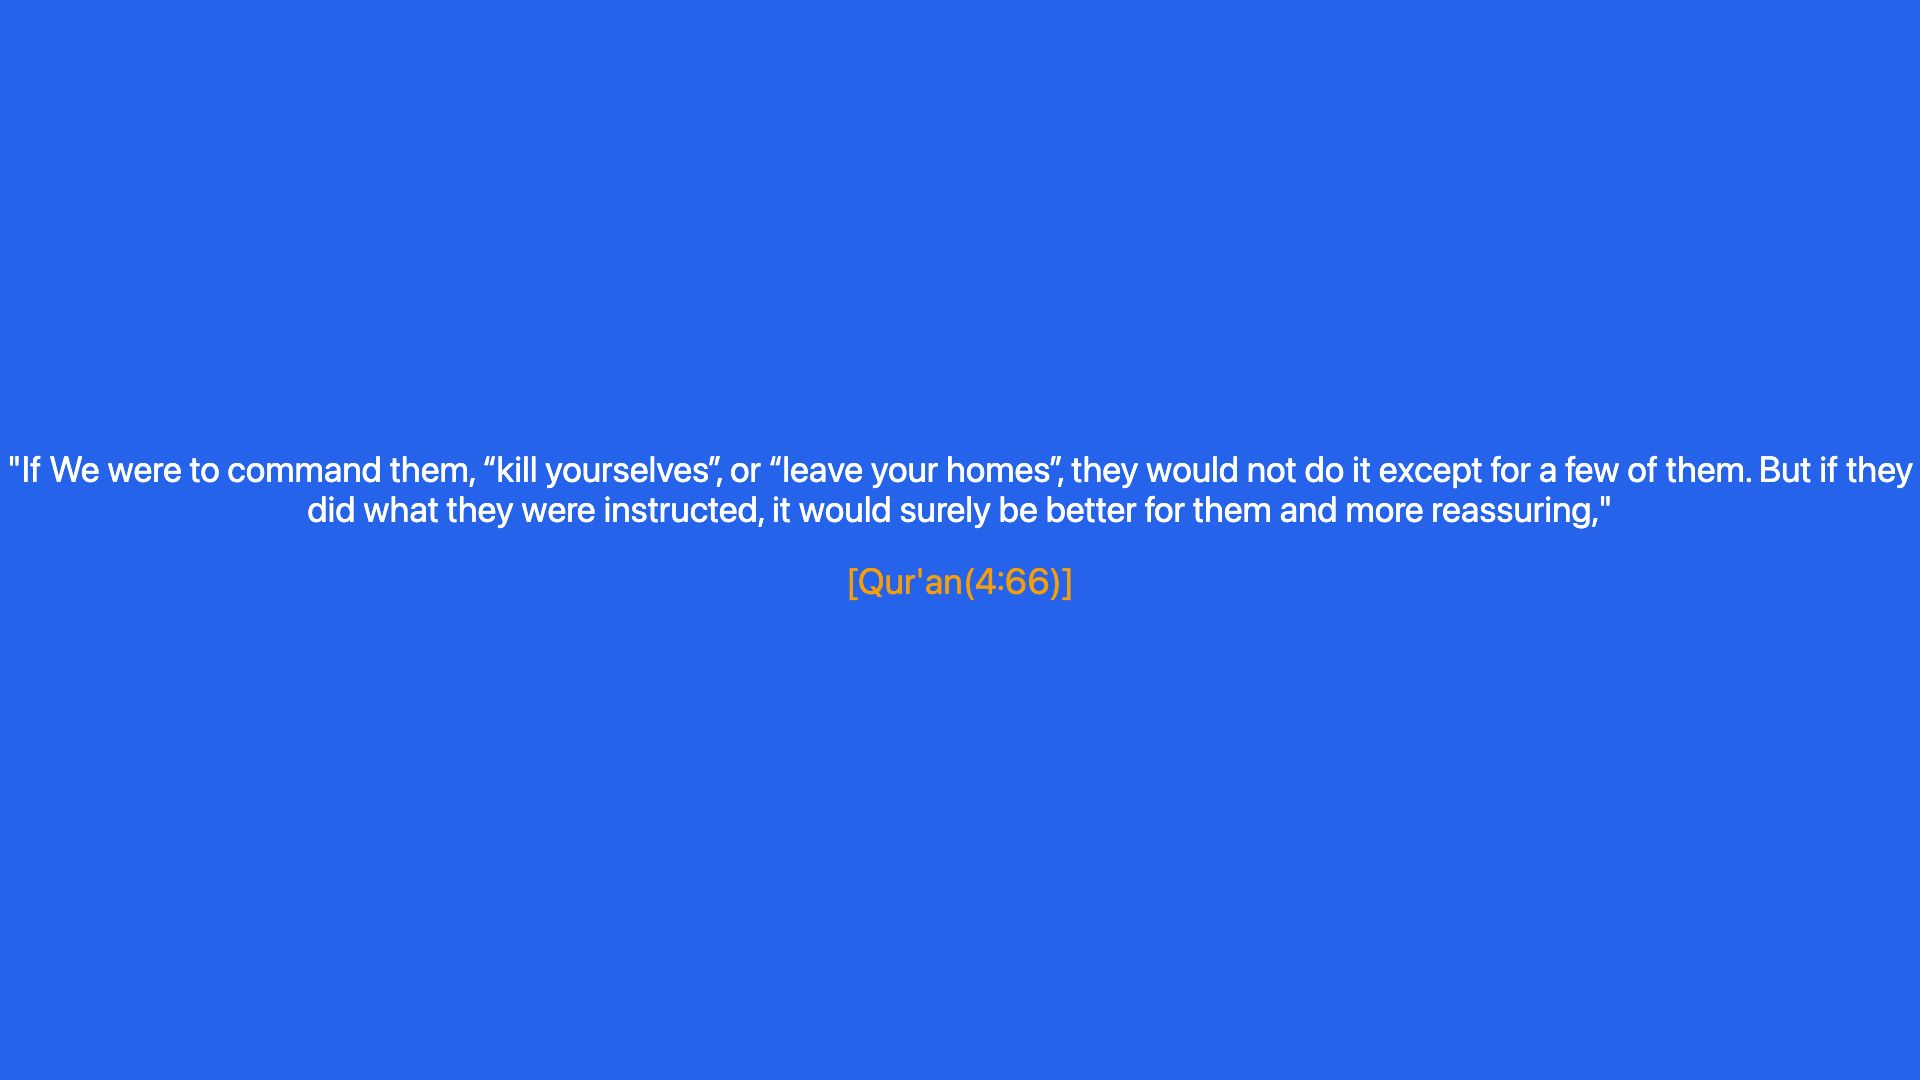 "If We were to command them, “kill yourselves”, or “leave your homes”, they would not do it except for a few of them. But if they
did what they were instructed, it would surely be better for them and more reassuring,"
[Qur'an(4:66)]